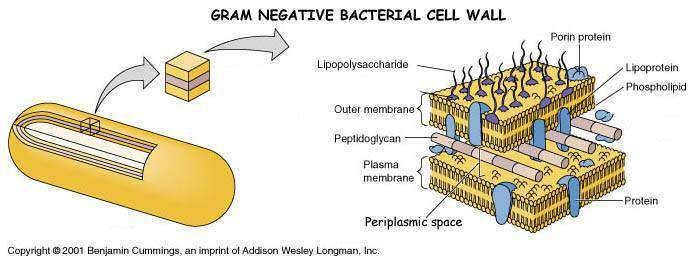 GRAM NEGATIVE BACTERIAL CELL WALL
Porin protein
Lipopolysaccharide
Lipoprotein
Phospholipid
Outer membrane
Peptidoglycan
Plasma
membrane
Protein
Periplasmic space
Copyright © 2001 Benjamin Cummings, an imprint of Addison Wesley Longman, Inc.